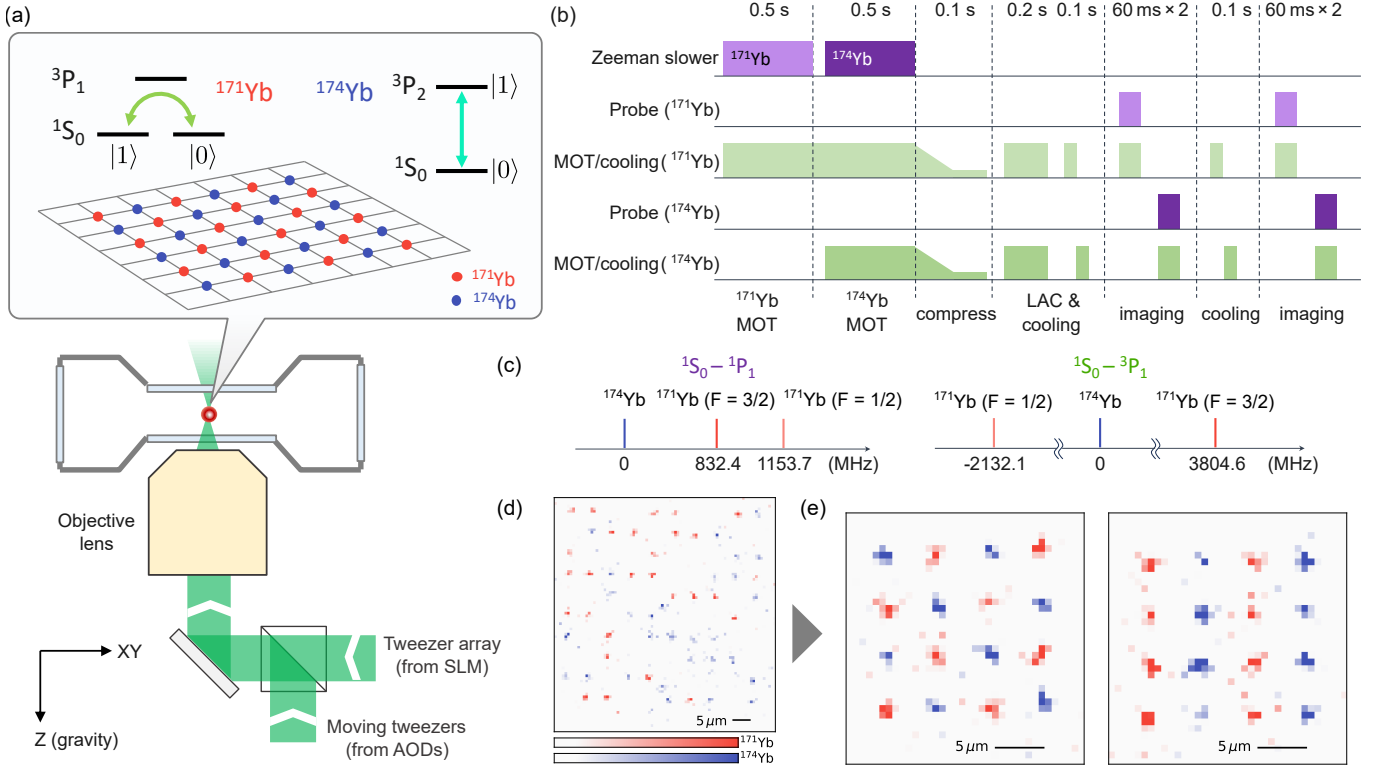 (a)
³P₁
¹⁷¹Yb
¹⁷⁴Yb
³P₂
|1⟩
¹S₀
|1⟩
|0⟩
¹S₀
|0⟩
¹⁷¹Yb
¹⁷⁴Yb
Objective
lens
XY
Z (gravity)
Tweezer array
(from SLM)
Moving tweezers
(from AODs)
(b)
0.5 s 0.5 s 0.1 s 0.2 s 0.1 s 60 ms × 2 0.1 s 60 ms × 2
Zeeman slower
¹⁷¹Yb
¹⁷⁴Yb
Probe (¹⁷¹Yb)
MOT/cooling(¹⁷¹Yb)
Probe (¹⁷⁴Yb)
MOT/cooling( ¹⁷⁴Yb)
¹⁷¹Yb
MOT
¹⁷⁴Yb
MOT
compress
LAC &
cooling
imaging
cooling
imaging
(c)
¹S₀ – ¹P₁
¹⁷⁴Yb ¹⁷¹Yb (F = 3/2) ¹⁷¹Yb (F = 1/2)
0 832.4 1153.7 (MHz)
¹S₀ – ³P₁
¹⁷¹Yb (F = 1/2) ¹⁷⁴Yb ¹⁷¹Yb (F = 3/2)
-2132.1 0 3804.6 (MHz)
(d)
5 μm
¹⁷¹Yb
¹⁷⁴Yb
(e)
5 μm
5 μm